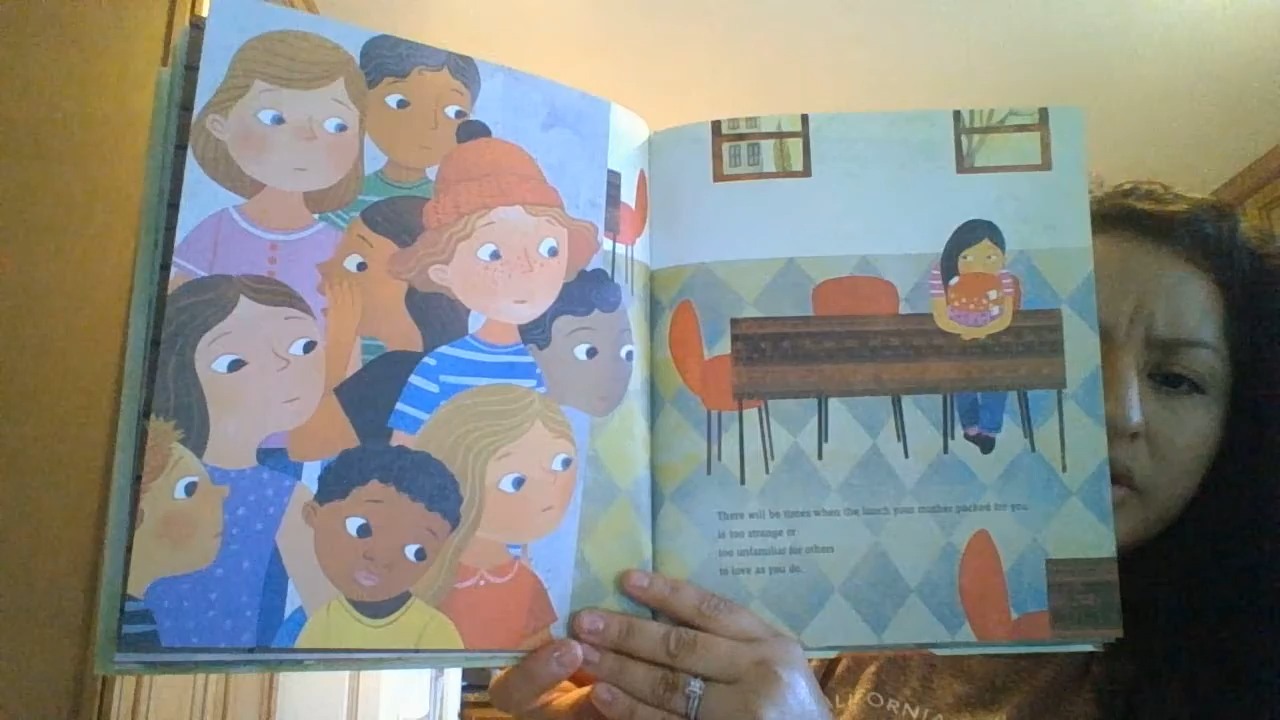 There will be times when the lunch your mother packed for you
is too strange or
too unfamiliar for others
to love as you do.
ALIFORNIA